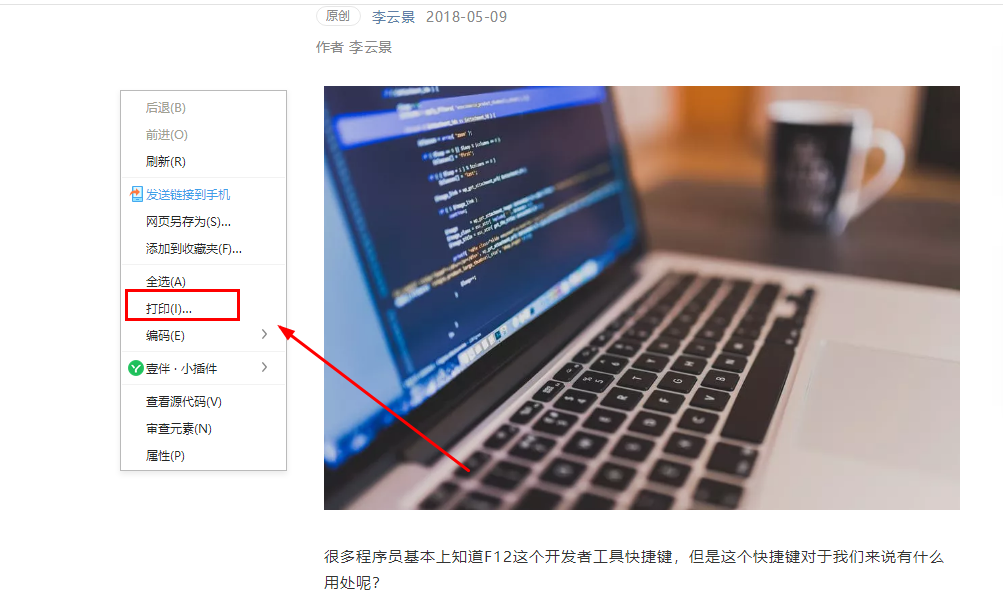 原创 李云景 2018-05-09
作者 李云景
后退(B)
前进(O)
刷新(R)
发送链接到手机
网页另存为(S)...
添加到收藏夹(F)...
全选(A)
打印(I)...
编码(E)
壹伴 · 小插件
查看源代码(V)
审查元素(N)
属性(P)
很多程序员基本上知道F12这个开发者工具快捷键，但是这个快捷键对于我们来说有什么
用处呢?